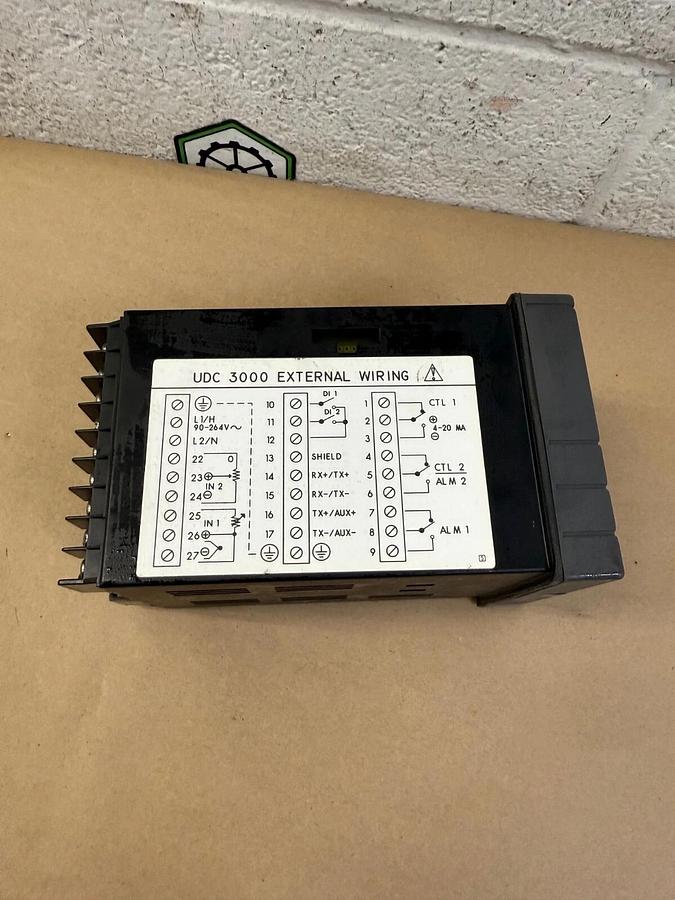 UDC 3000 EXTERNAL WIRING
L1/H
90-264V
L2/N
22 0
23 +
IN 2
24 −
25
IN 1
26 +
27 −
10 DI 1
11 DI 2
12
13 SHIELD
14 RX+/TX+
15 RX-/TX-
16 TX+/AUX+
17 TX-/AUX-
1 CTL 1
2 + 4-20 MA
3 −
4 CTL 2
5 ALM 2
6
7
8 ALM 1
9